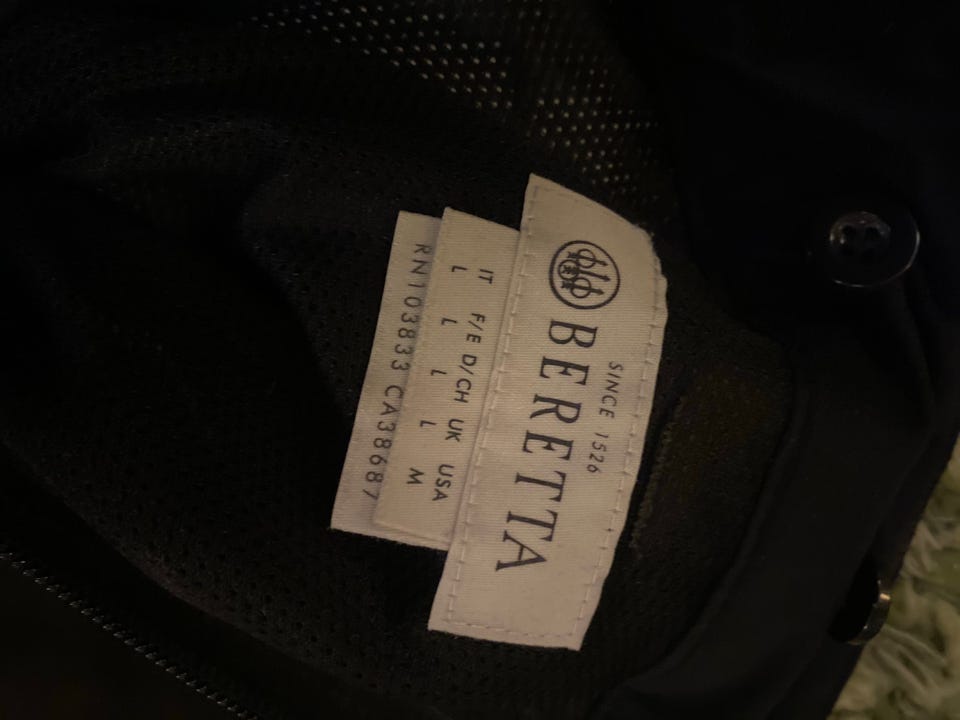 SINCE 1526
BERETTA
IT F/E D/CH UK USA
L L L L M
RN103833 CA38687